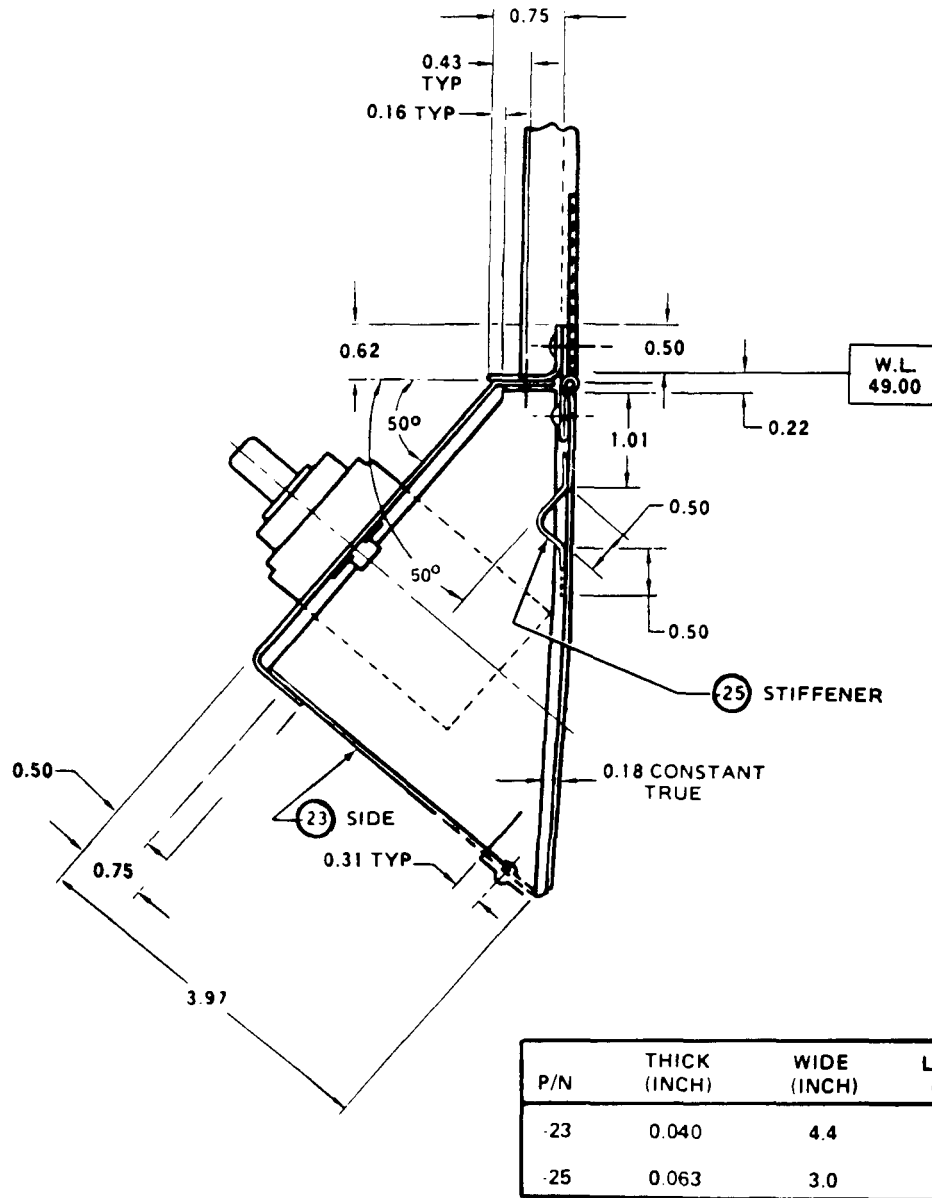 0.75
0.43
TYP
0.16 TYP
0.62
0.50
W.L.
49.00
0.22
50°
1.01
0.50
50°
0.50
-25 STIFFENER
0.50
0.18 CONSTANT
TRUE
-23 SIDE
0.31 TYP
0.75
3.97
P/N THICK (INCH) WIDE (INCH) L
-23 0.040 4.4
-25 0.063 3.0